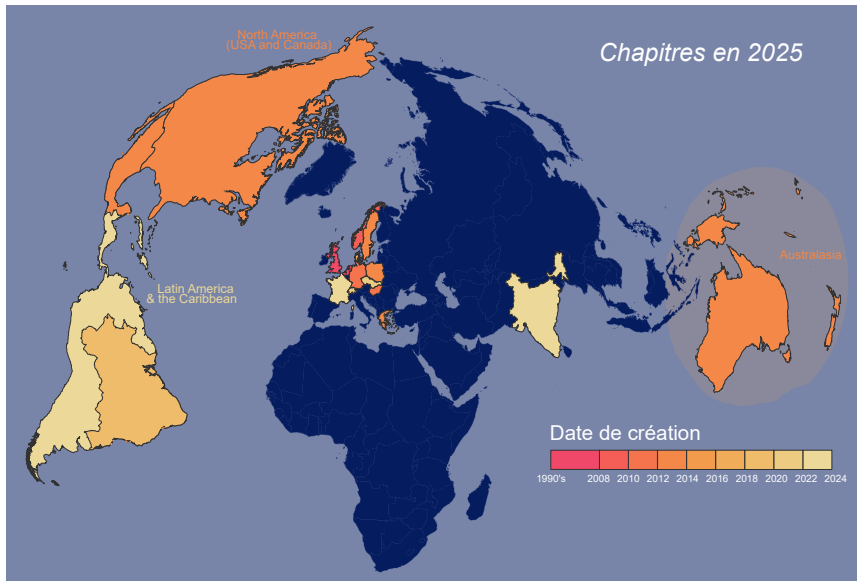 North America
(USA and Canada)
Chapitres en 2025
Australasia
Latin America
& the Caribbean
Date de création
1990's 2008 2010 2012 2014 2016 2018 2020 2022 2024